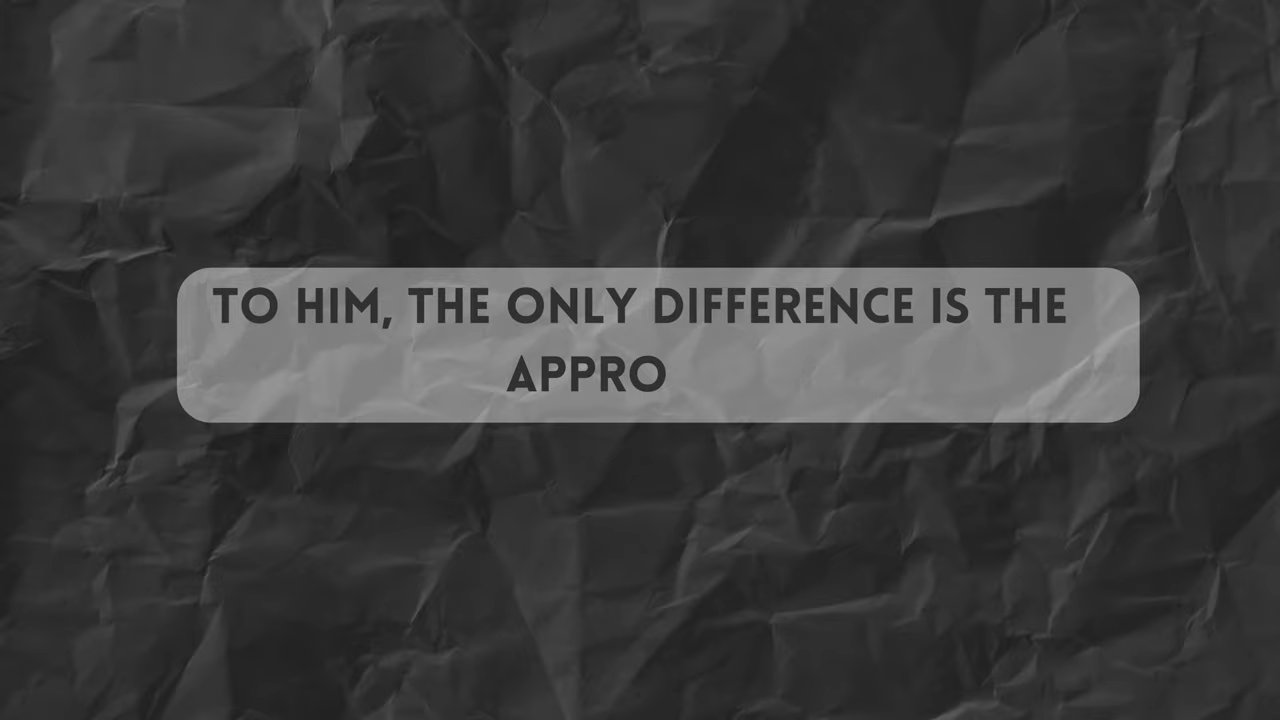 TO HIM, THE ONLY DIFFERENCE IS THE
APPRO